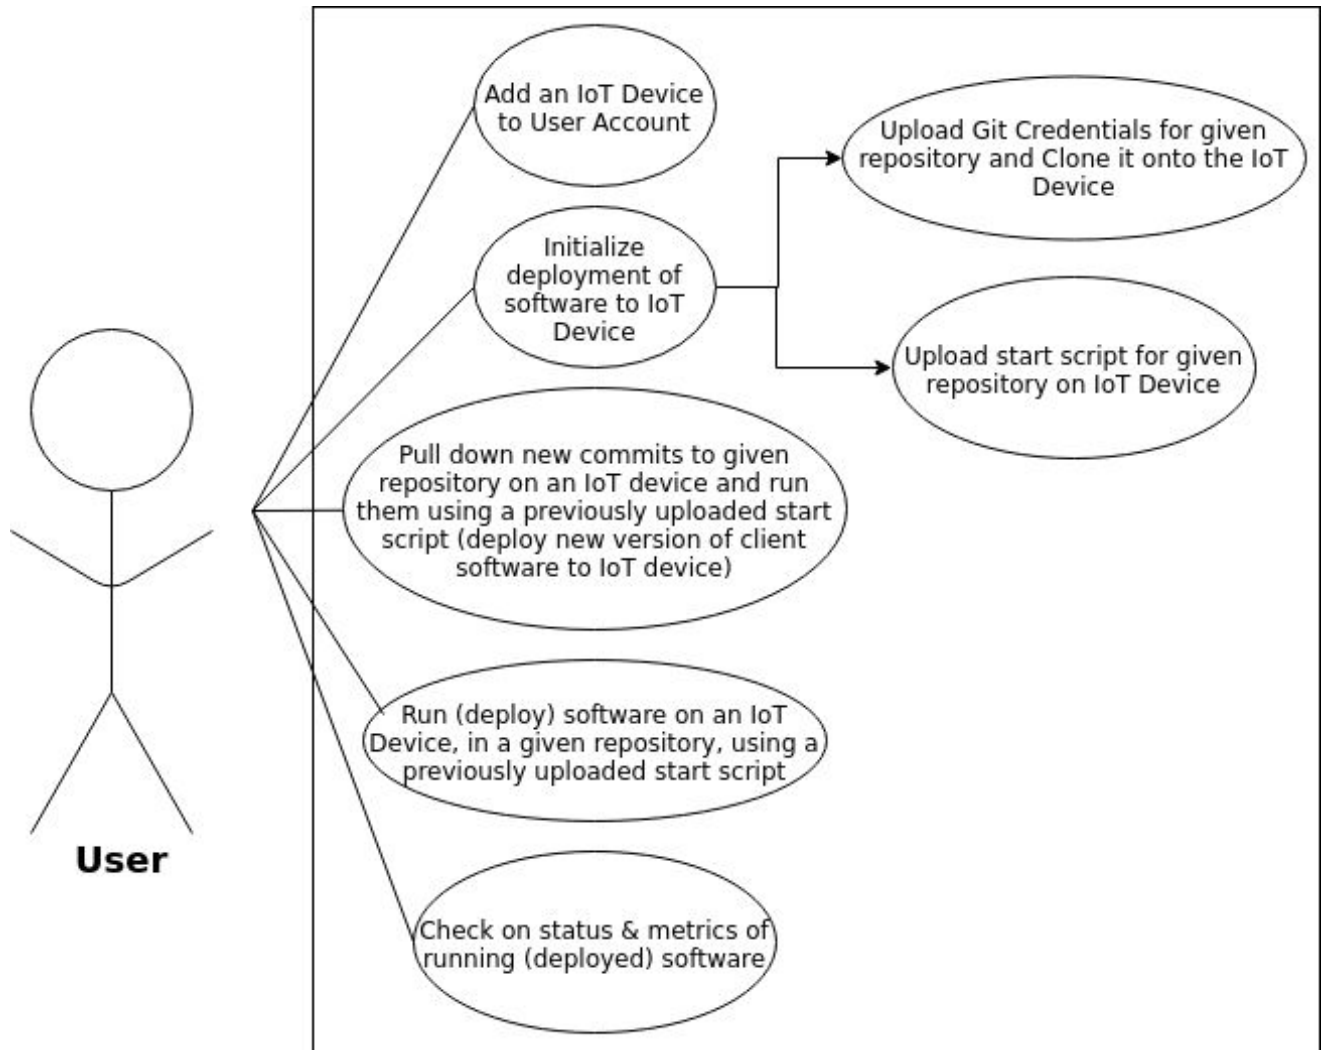 Add an IoT Device
to User Account
Upload Git Credentials for given
repository and Clone it onto the IoT
Device
Initialize
deployment of
software to IoT
Device
Upload start script for given
repository on IoT Device
Pull down new commits to given
repository on an IoT device and run
them using a previously uploaded start
script (deploy new version of client
software to IoT device)
Run (deploy) software on an IoT
Device, in a given repository, using a
previously uploaded start script
User
Check on status & metrics of
running (deployed) software